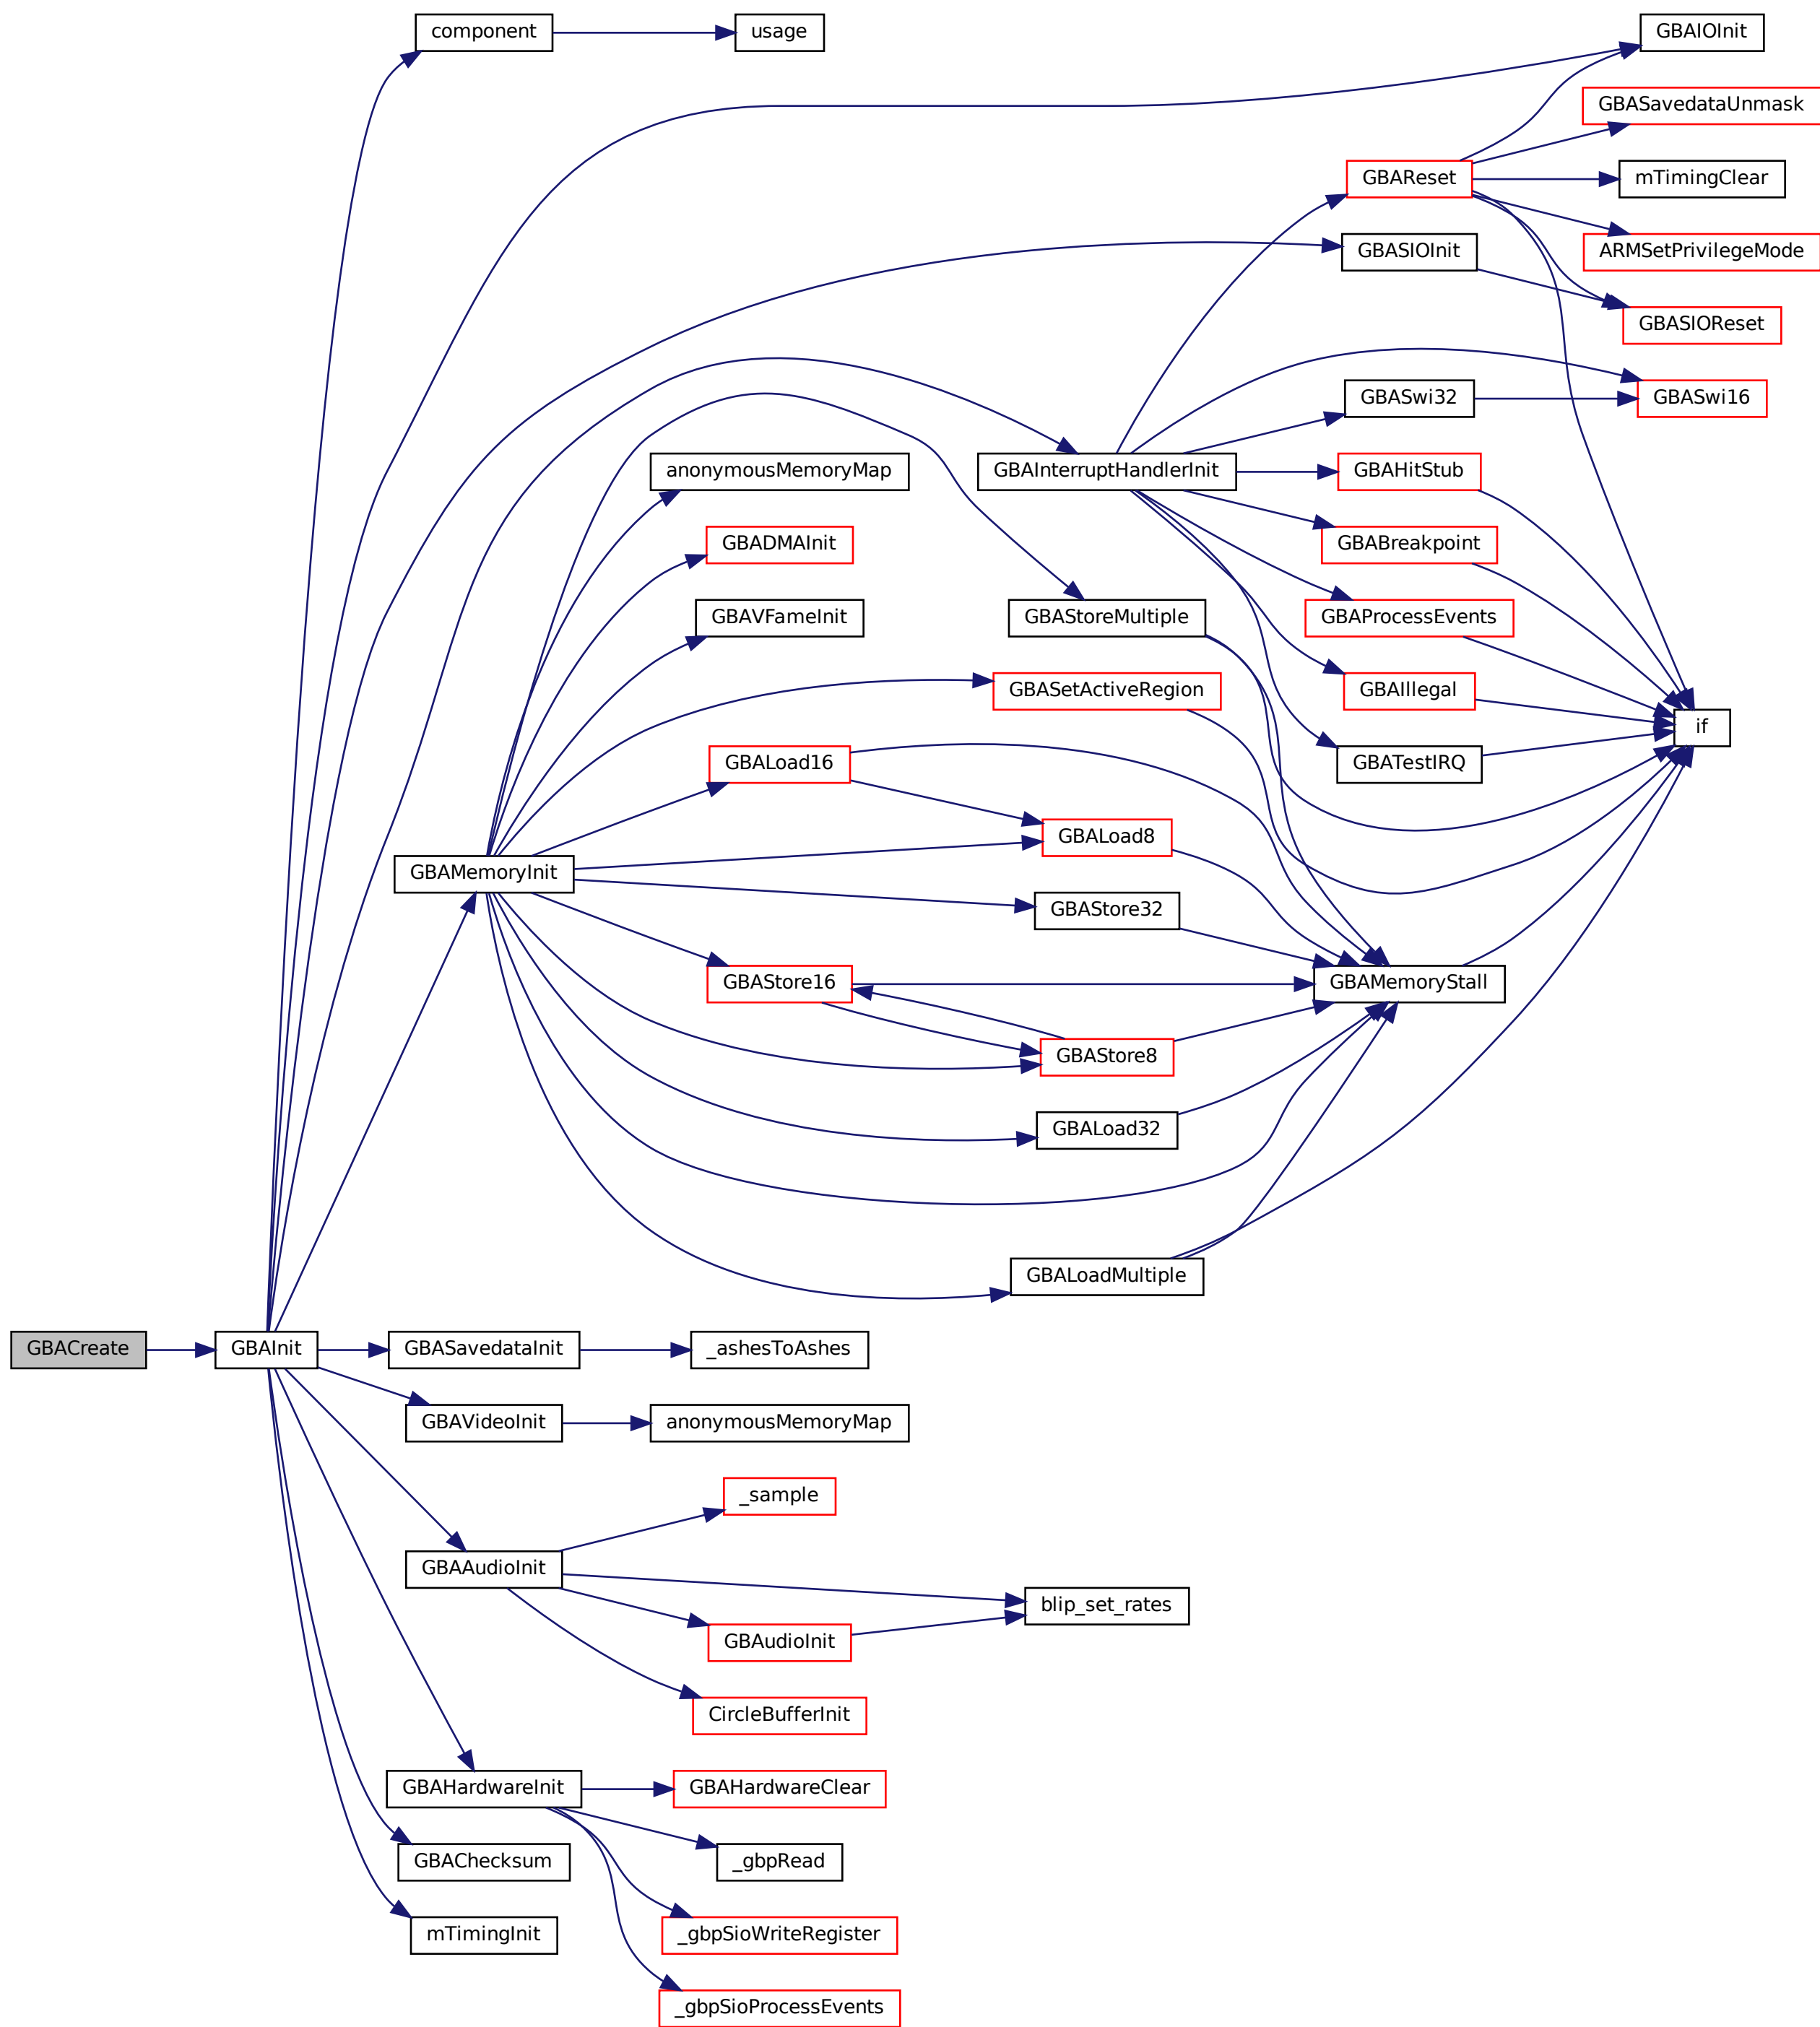 component
usage
GBAIOInit
GBASavedataUnmask
GBAReset
mTimingClear
GBASIOInit
ARMSetPrivilegeMode
GBASIOReset
GBASwi32
GBASwi16
anonymousMemoryMap
GBAInterruptHandlerInit
GBAHitStub
GBADMAInit
GBABreakpoint
GBAVFameInit
GBAStoreMultiple
GBAProcessEvents
GBASetActiveRegion
GBAIllegal
if
GBALoad16
GBATestIRQ
GBALoad8
GBAMemoryInit
GBAStore32
GBAStore16
GBAMemoryStall
GBAStore8
GBALoad32
GBALoadMultiple
GBACreate
GBAInit
GBASavedataInit
_ashesToAshes
GBAVideoInit
anonymousMemoryMap
_sample
GBAAudioInit
blip_set_rates
GBAudioInit
CircleBufferInit
GBAHardwareInit
GBAHardwareClear
GBAChecksum
_gbpRead
mTimingInit
_gbpSioWriteRegister
_gbpSioProcessEvents